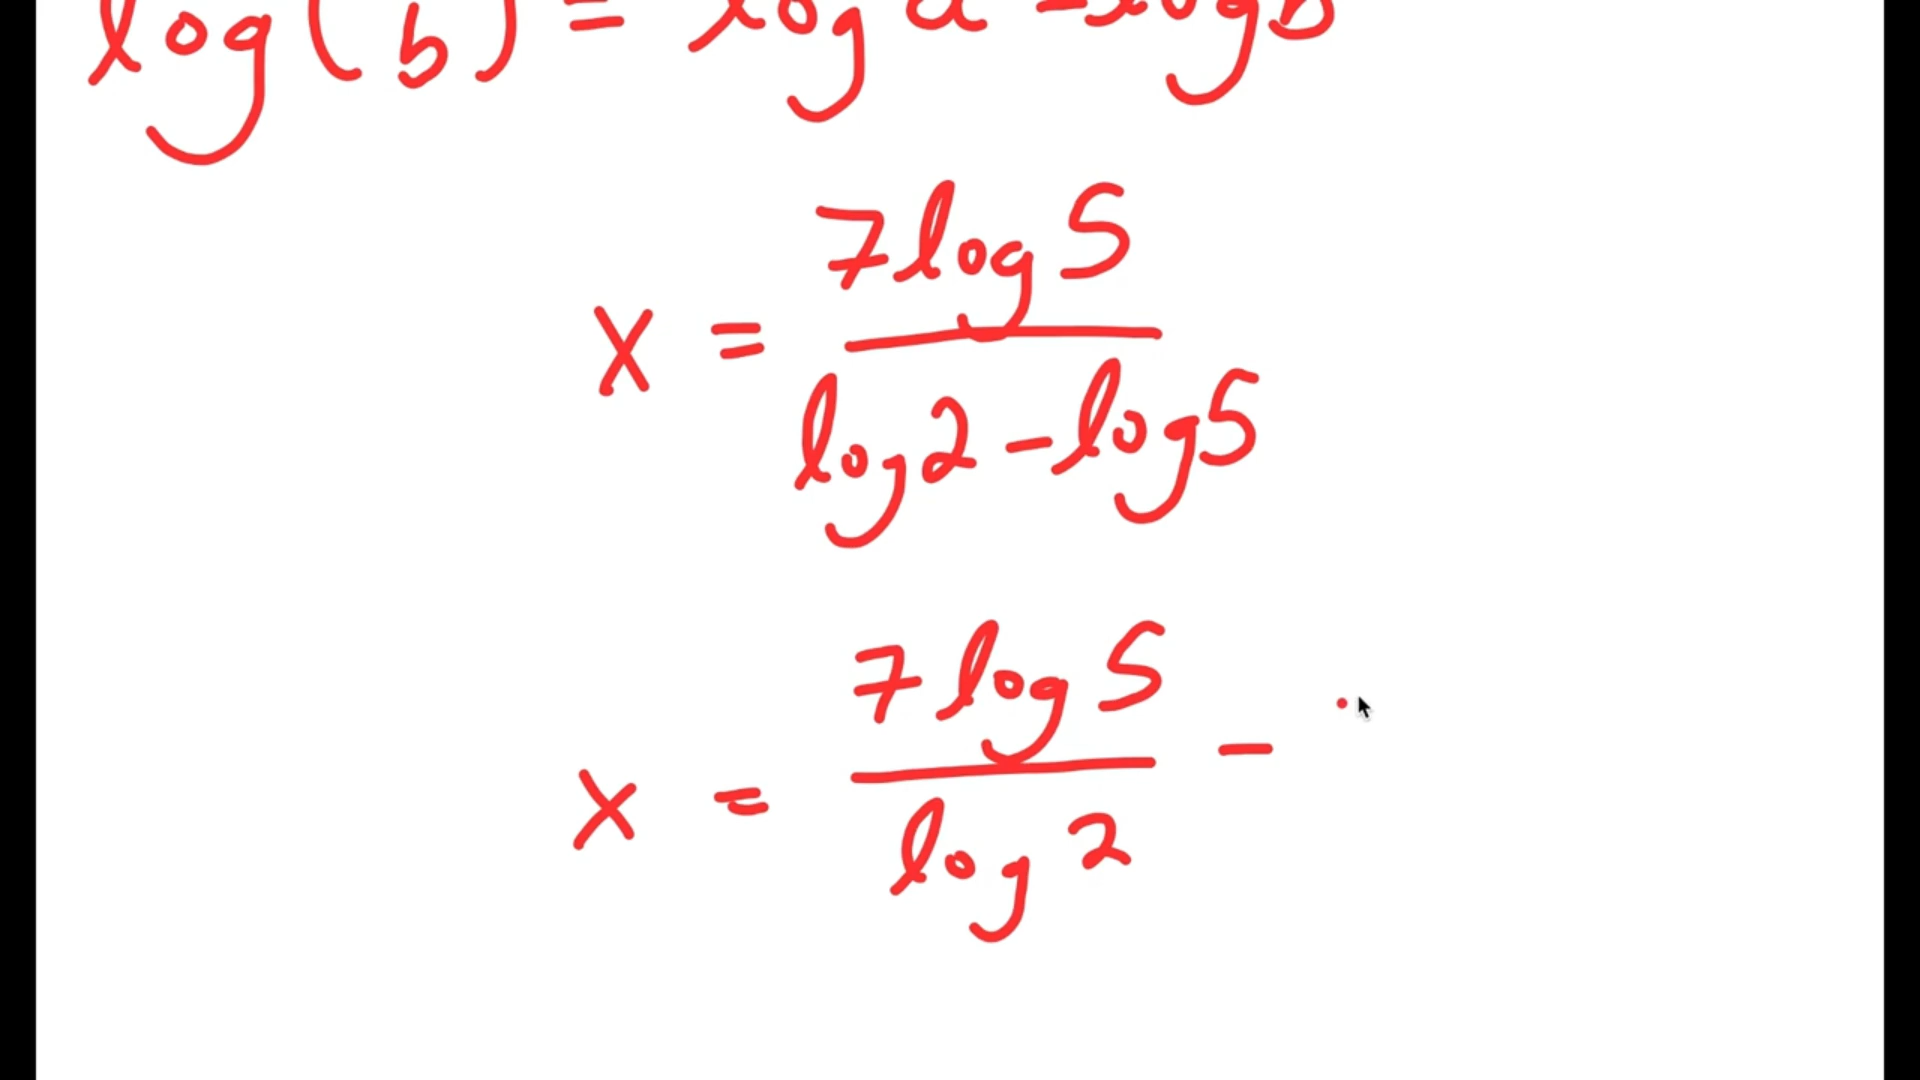 log(b) = log a - log b
x = 7 log 5 / log 2 - log 5
x = 7 log 5 / log 2 -